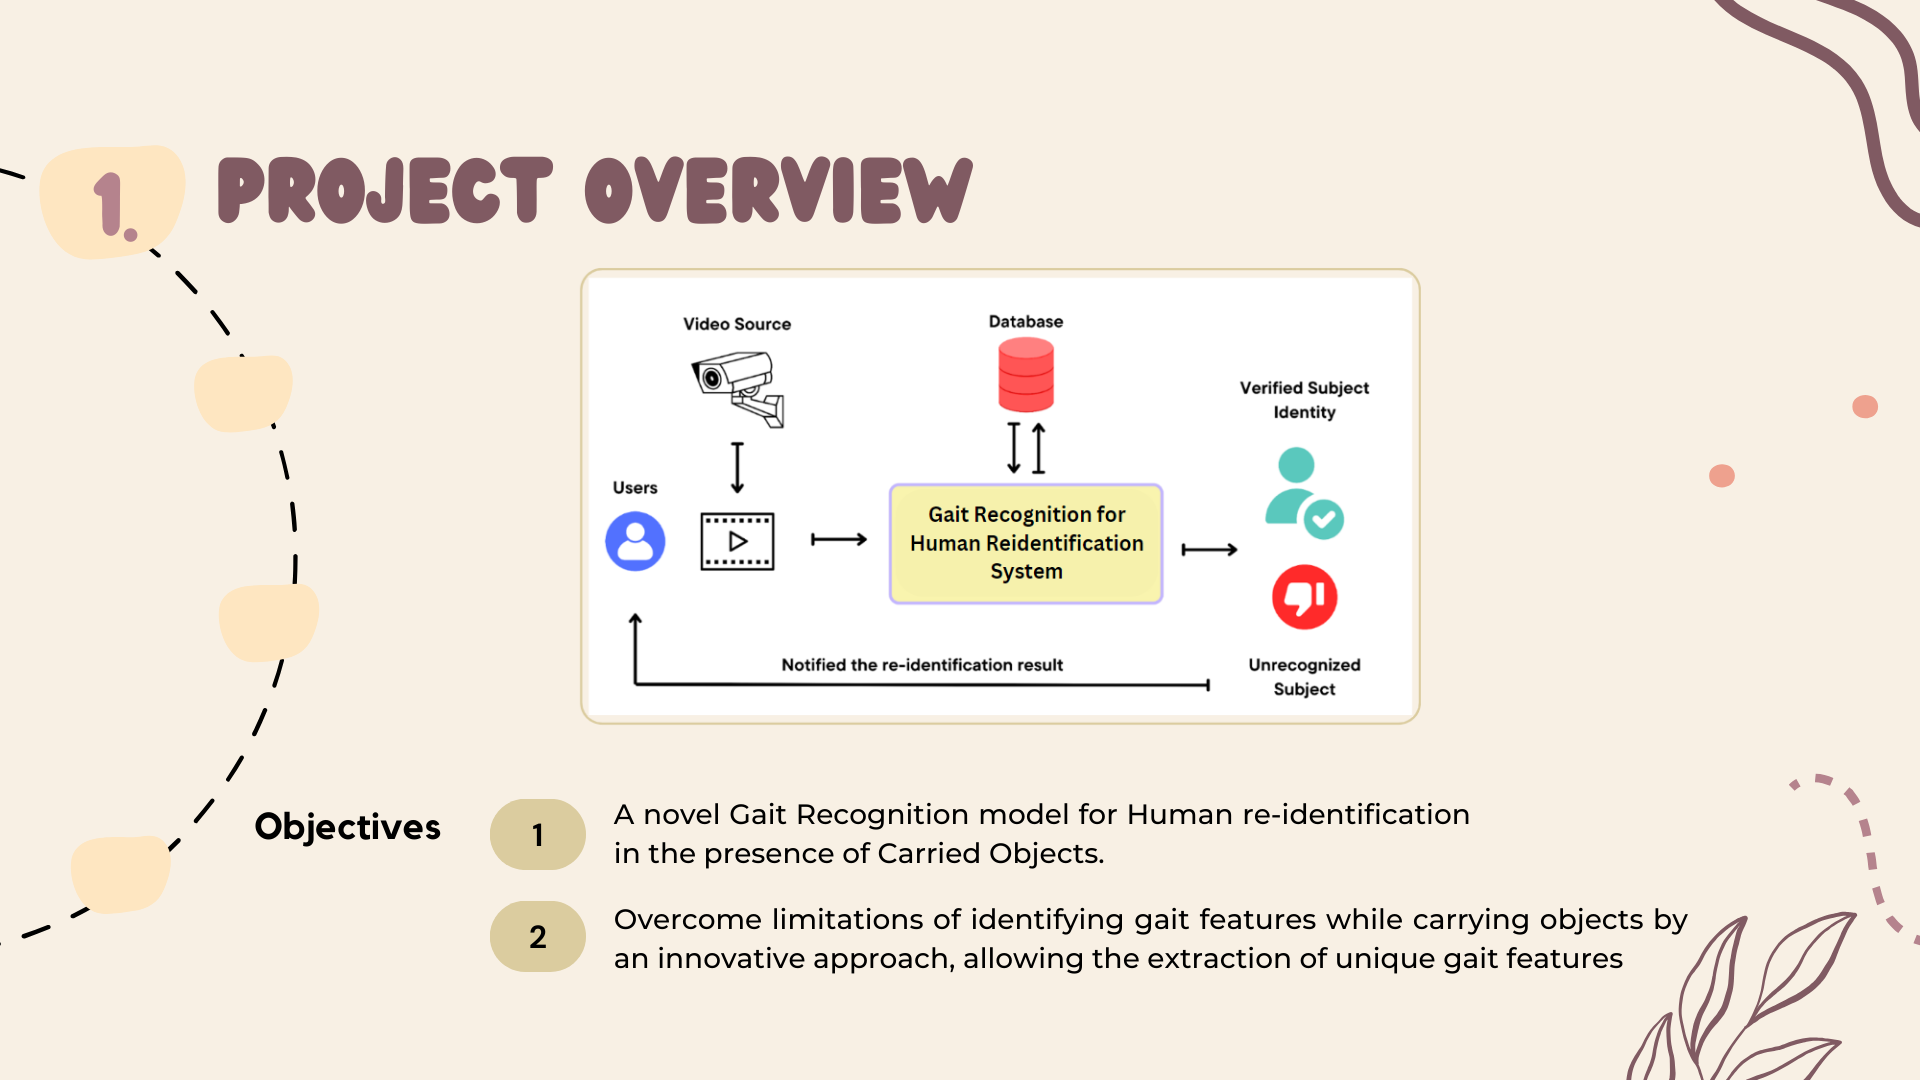 1.
PROJECT OVERVIEW
Video Source
Database
Verified Subject
Identity
Users
Gait Recognition for
Human Reidentification
System
Notified the re-identification result
Unrecognized
Subject
Objectives
1
A novel Gait Recognition model for Human re-identification
in the presence of Carried Objects.
2
Overcome limitations of identifying gait features while carrying objects by
an innovative approach, allowing the extraction of unique gait features